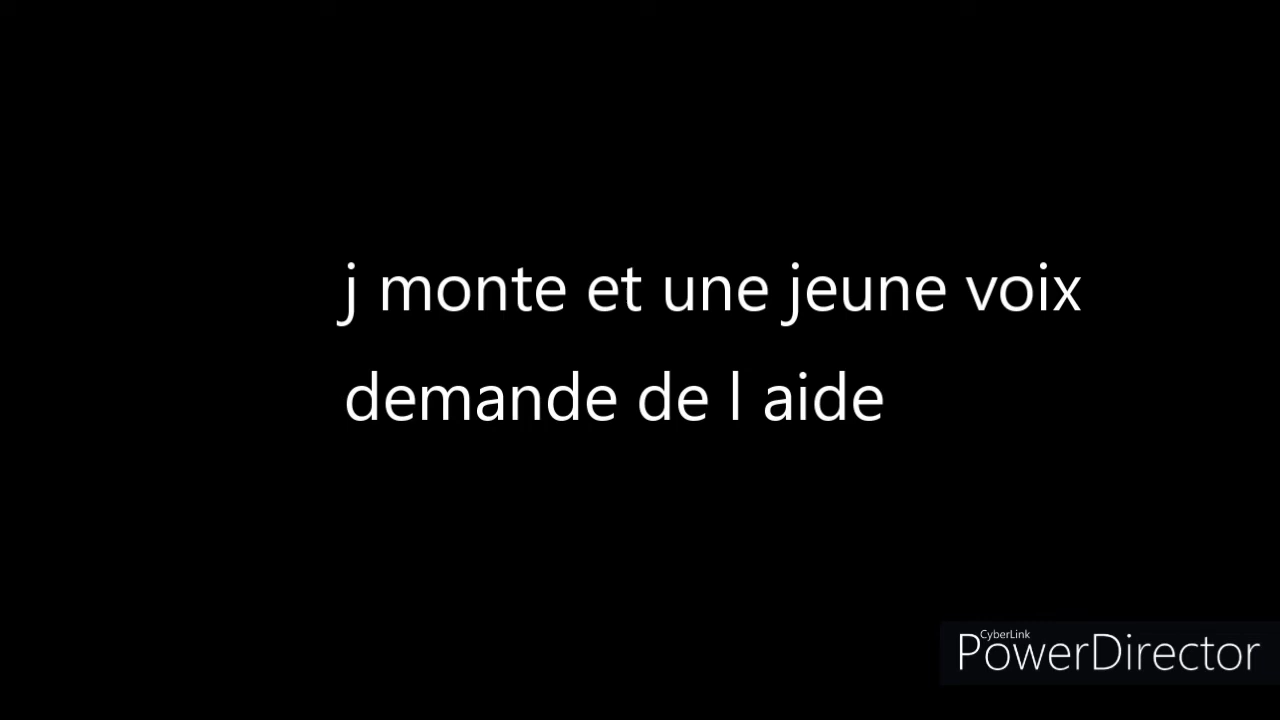 j monte et une jeune voix
demande de l aide
CyberLink
PowerDirector